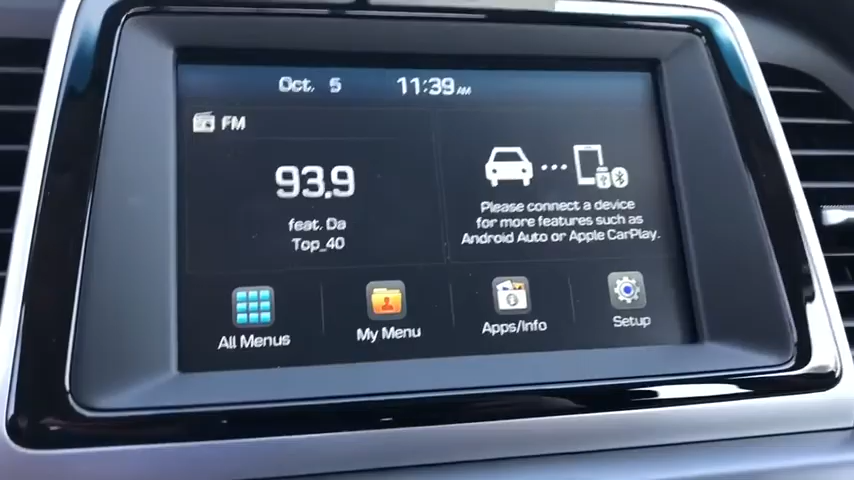 Oct. 5 11:39 AM
FM
93.9
feat. Da
Top_40
Please connect a device
for more features such as
Android Auto or Apple CarPlay.
All Menus
My Menu
Apps/Info
Setup